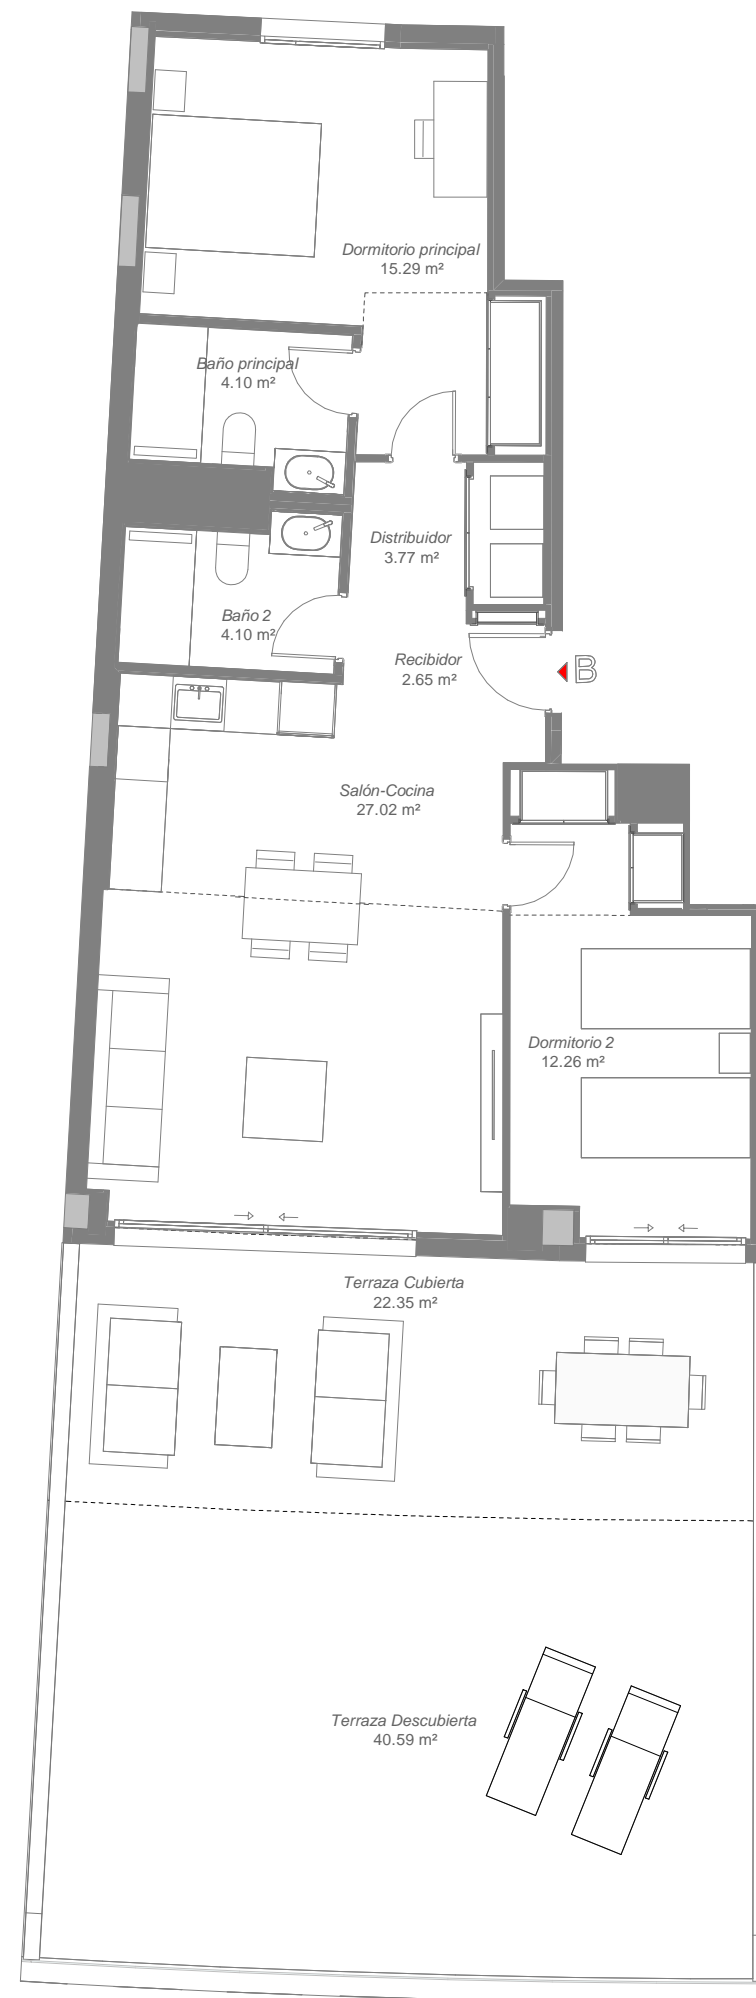 Dormitorio principal
15.29 m²
Baño principal
4.10 m²
Distribuidor
3.77 m²
Baño 2
4.10 m²
Recibidor
2.65 m²
B
Salón-Cocina
27.02 m²
Dormitorio 2
12.26 m²
Terraza Cubierta
22.35 m²
Terraza Descubierta
40.59 m²